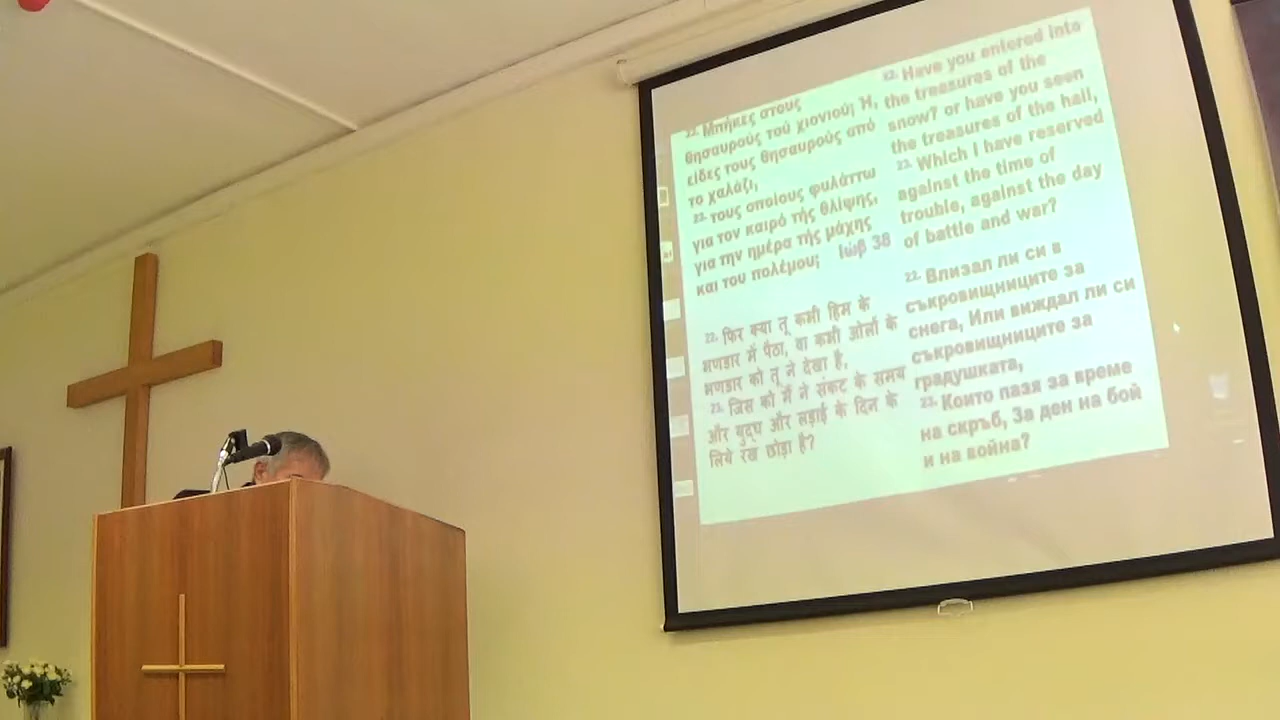 22. Μπήκες στους
θησαυρούς τού χιονιού; Ή,
είδες τους θησαυρούς από
το χαλάζι,
23. τους οποίους φυλάττω
για τον καιρό τής θλίψης,
για την ημέρα τής μάχης
και του πολέμου; Ιώβ 38
22. Have you entered into
the treasures of the
snow? or have you seen
the treasures of the hail,
23. Which I have reserved
against the time of
trouble, against the day
of battle and war?
22. फिर क्या तू कभी हिम के
भणडार में पैठा, वा कभी ओलों के
भणडार को तू ने देखा है,
23. जिस को मैं ने संकट के समय
और युद्ध और लड़ाई के दिन के
लिये रख छोड़ा है?
22. Влизал ли си в
съкровищниците за
снега, Или виждал ли си
съкровищниците за
градушката,
23. Които пазя за време
на скръб, За ден на бой
и на война?